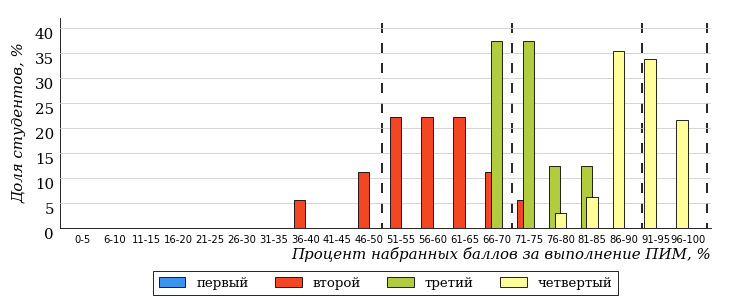 Доля студентов, %
40
35
30
25
20
15
10
5
0
0-5 6-10 11-15 16-20 21-25 26-30 31-35 36-40 41-45 46-50 51-55 56-60 61-65 66-70 71-75 76-80 81-85 86-90 91-95 96-100
Процент набранных баллов за выполнение ПИМ, %
первый второй третий четвертый